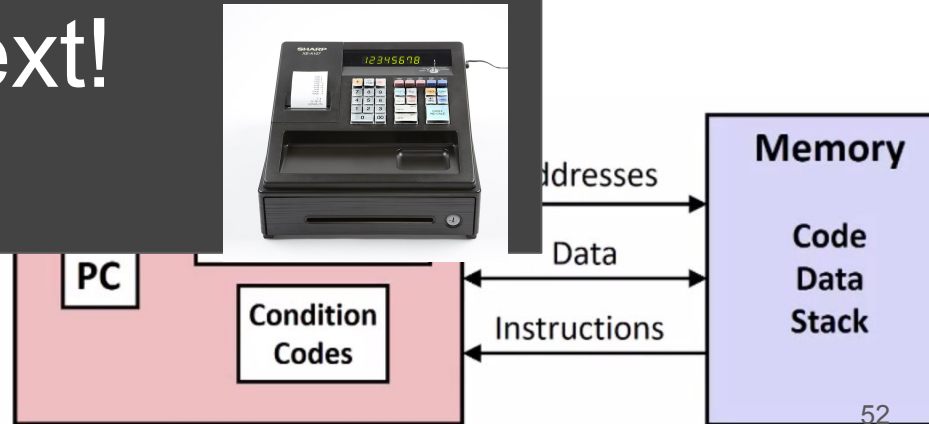 ext!
SHARP
12345678
ddresses
Memory
Data
Code
Data
Stack
PC
Condition
Codes
Instructions
52